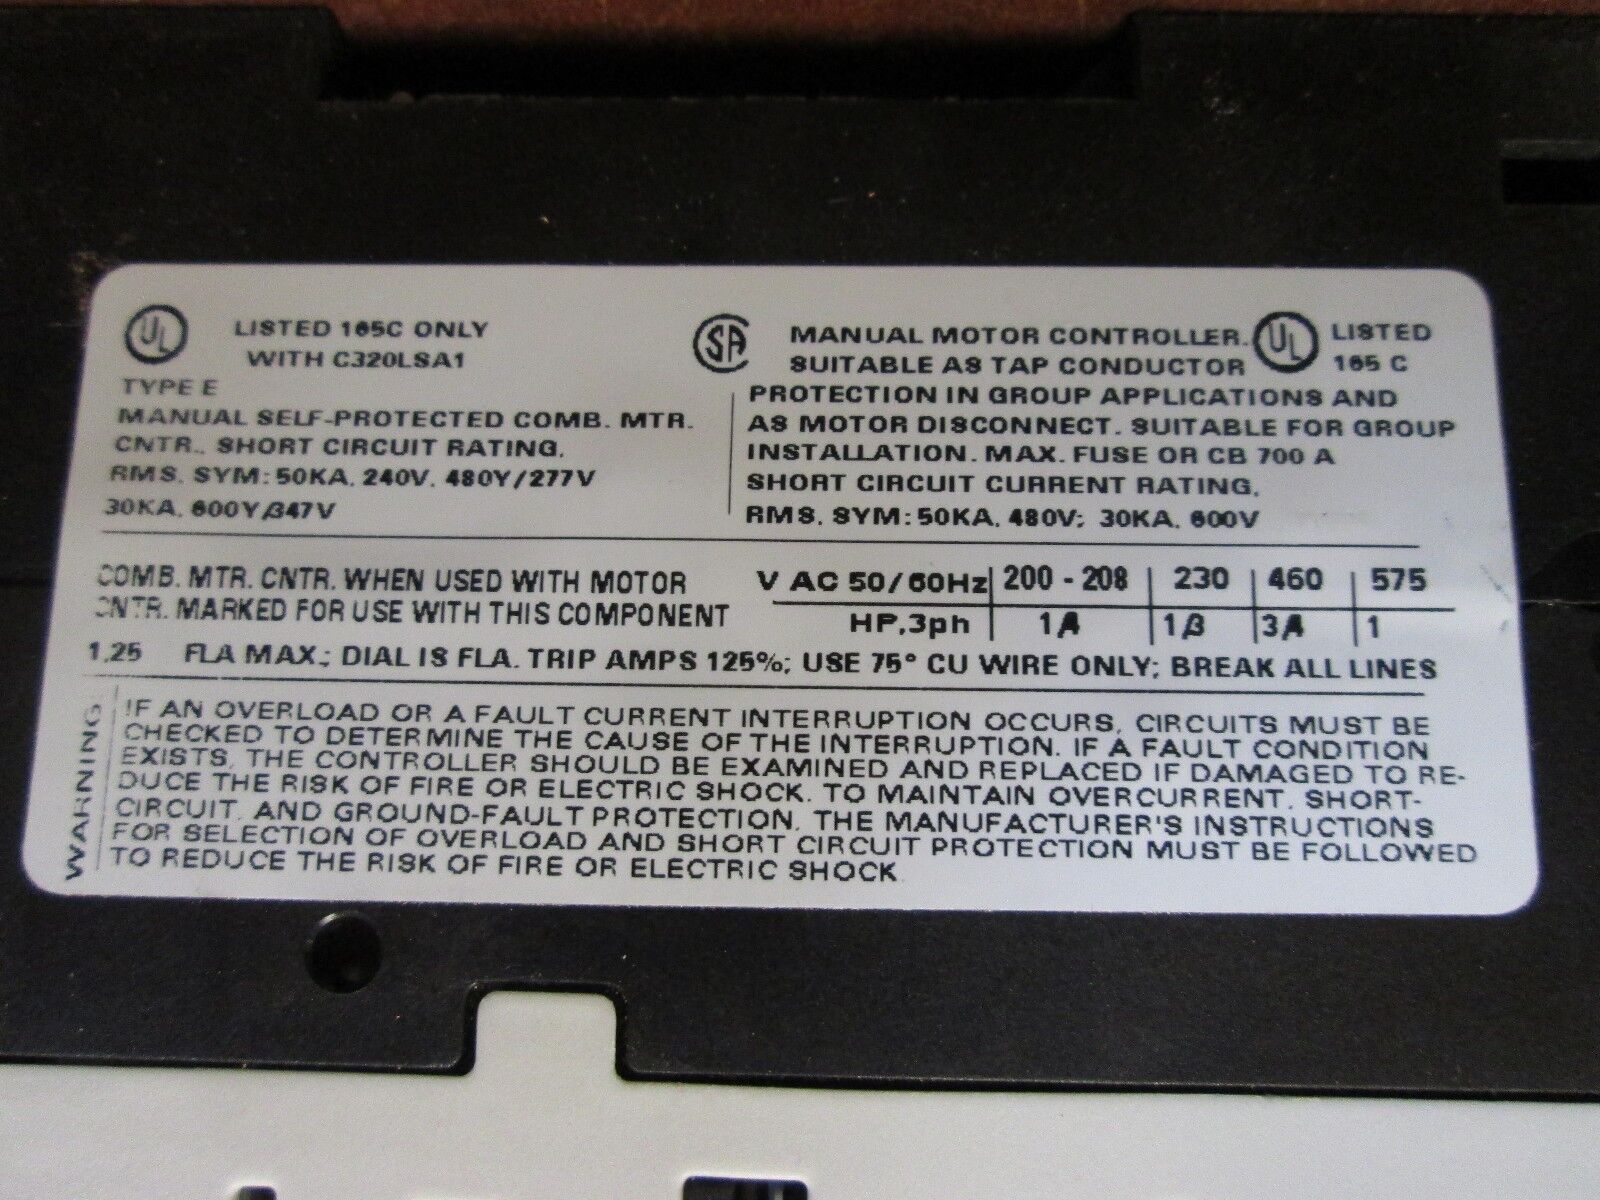 UL LISTED 165C ONLY
WITH C320LSA1
TYPE E
MANUAL SELF-PROTECTED COMB. MTR.
CNTR., SHORT CIRCUIT RATING,
RMS. SYM: 50KA, 240V, 480Y/277V
30KA, 600Y/347V
SA MANUAL MOTOR CONTROLLER. UL LISTED
SUITABLE AS TAP CONDUCTOR 165 C
PROTECTION IN GROUP APPLICATIONS AND
AS MOTOR DISCONNECT. SUITABLE FOR GROUP
INSTALLATION. MAX. FUSE OR CB 700 A
SHORT CIRCUIT CURRENT RATING,
RMS. SYM: 50KA, 480V; 30KA, 600V
COMB. MTR. CNTR. WHEN USED WITH MOTOR
CNTR. MARKED FOR USE WITH THIS COMPONENT
V AC 50/60Hz 200 - 208 230 460 575
HP,3ph 1/4 1/3 3/4 1
1.25 FLA MAX.; DIAL IS FLA. TRIP AMPS 125%; USE 75° CU WIRE ONLY; BREAK ALL LINES
WARNING
IF AN OVERLOAD OR A FAULT CURRENT INTERRUPTION OCCURS, CIRCUITS MUST BE
CHECKED TO DETERMINE THE CAUSE OF THE INTERRUPTION. IF A FAULT CONDITION
EXISTS, THE CONTROLLER SHOULD BE EXAMINED AND REPLACED IF DAMAGED TO RE-
DUCE THE RISK OF FIRE OR ELECTRIC SHOCK. TO MAINTAIN OVERCURRENT, SHORT-
CIRCUIT, AND GROUND-FAULT PROTECTION, THE MANUFACTURER'S INSTRUCTIONS
FOR SELECTION OF OVERLOAD AND SHORT CIRCUIT PROTECTION MUST BE FOLLOWED
TO REDUCE THE RISK OF FIRE OR ELECTRIC SHOCK